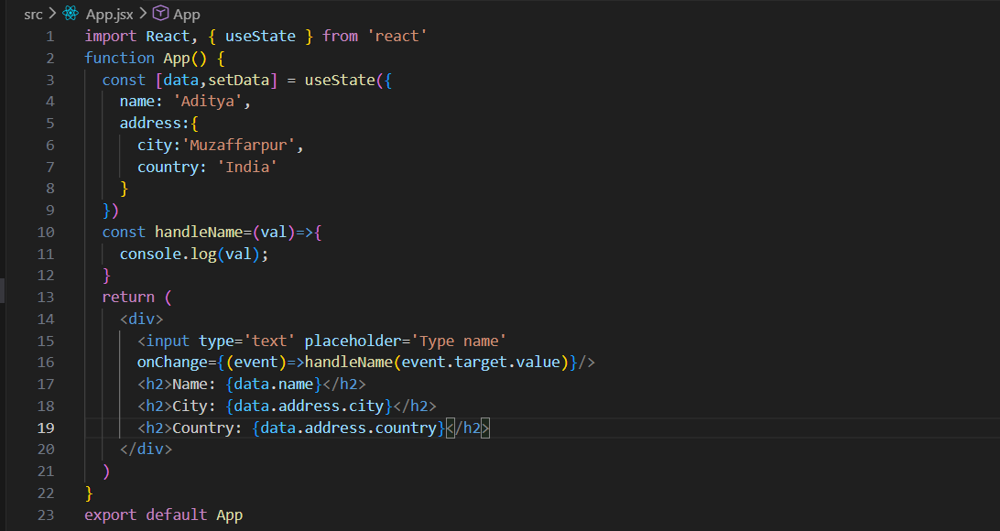 src > App.jsx > App
1 import React, { useState } from 'react'
2 function App() {
3   const [data,setData] = useState({
4     name: 'Aditya',
5     address:{
6       city:'Muzaffarpur',
7       country: 'India'
8     }
9   })
10   const handleName=(val)=>{
11     console.log(val);
12   }
13   return (
14     <div>
15       <input type='text' placeholder='Type name'
16       onChange={(event)=>handleName(event.target.value)}/>
17       <h2>Name: {data.name}</h2>
18       <h2>City: {data.address.city}</h2>
19       <h2>Country: {data.address.country}</h2>
20     </div>
21   )
22 }
23 export default App